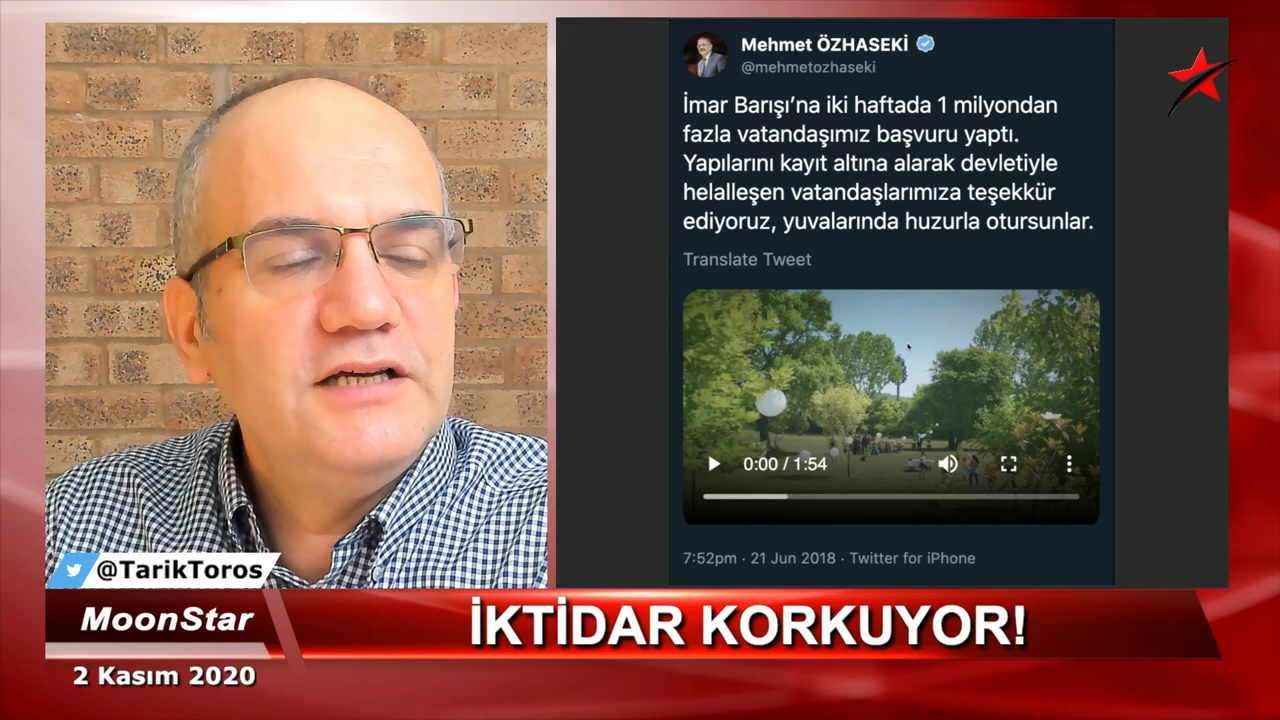 Mehmet ÖZHASEKİ
@mehmetozhaseki
İmar Barışı’na iki haftada 1 milyondan
fazla vatandaşımız başvuru yaptı.
Yapılarını kayıt altına alarak devletiyle
helalleşen vatandaşlarımıza teşekkür
ediyoruz, yuvalarında huzurla otursunlar.
Translate Tweet
0:00 / 1:54
7:52pm · 21 Jun 2018 · Twitter for iPhone
@TarikToros
MoonStar
İKTİDAR KORKUYOR!
2 Kasım 2020